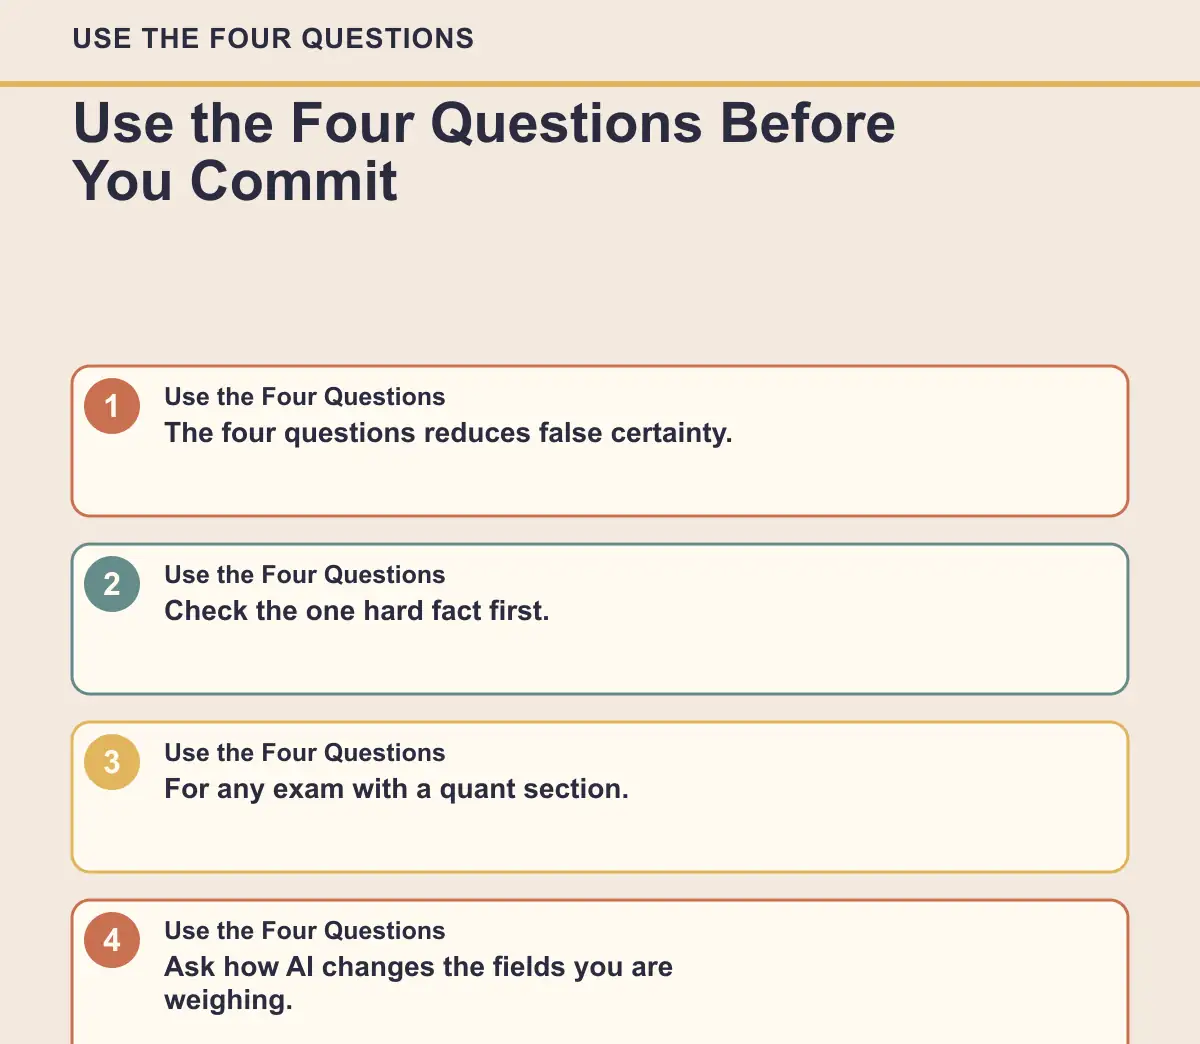 USE THE FOUR QUESTIONS
Use the Four Questions Before
You Commit
1
Use the Four Questions
The four questions reduces false certainty.
2
Use the Four Questions
Check the one hard fact first.
3
Use the Four Questions
For any exam with a quant section.
4
Use the Four Questions
Ask how AI changes the fields you are
weighing.